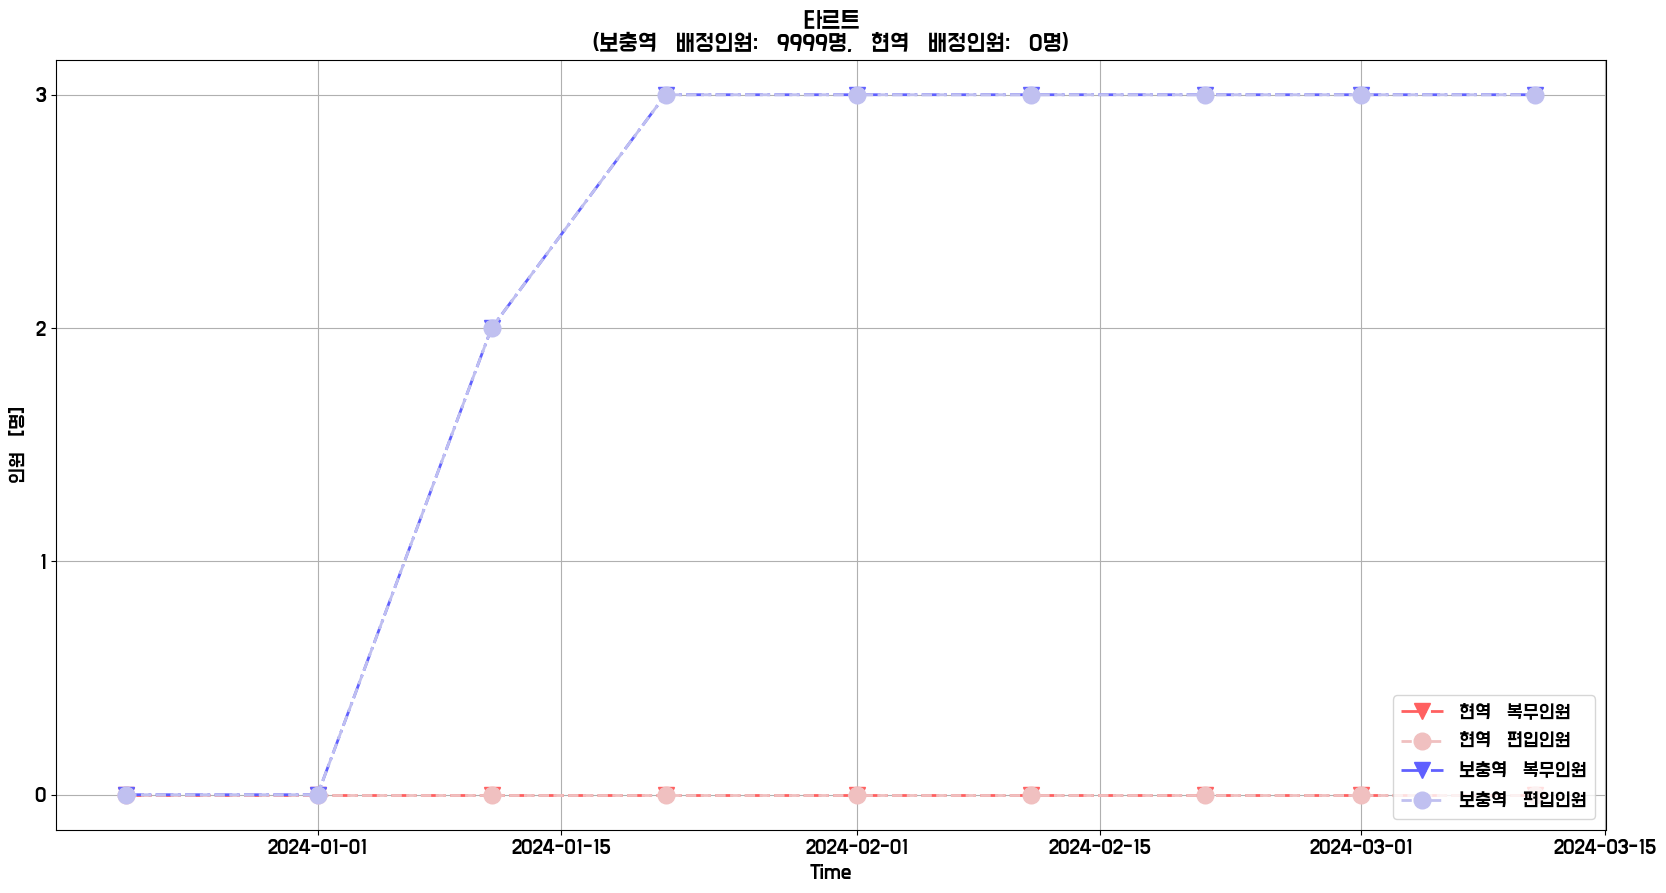 타르트
(보충역 배정인원: 9999명, 현역 배정인원: 0명)
3
2
1
0
인원 [명]
2024-01-01
2024-01-15
2024-02-01
2024-02-15
2024-03-01
2024-03-15
Time
현역 복무인원
현역 편입인원
보충역 복무인원
보충역 편입인원